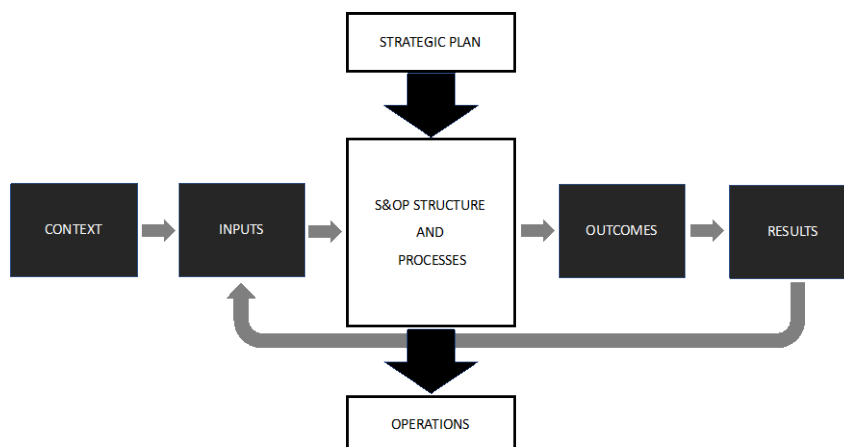 STRATEGIC PLAN
CONTEXT
INPUTS
S&OP STRUCTURE
AND
PROCESSES
OUTCOMES
RESULTS
OPERATIONS